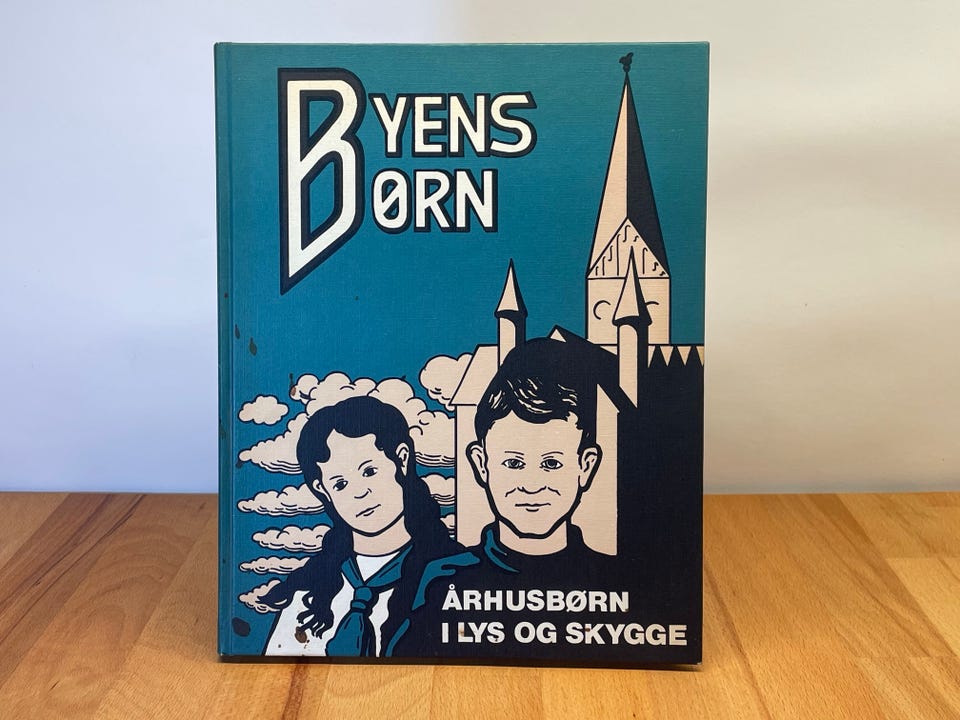 BYENS
BØRN
ÅRHUSBØRN
I LYS OG SKYGGE